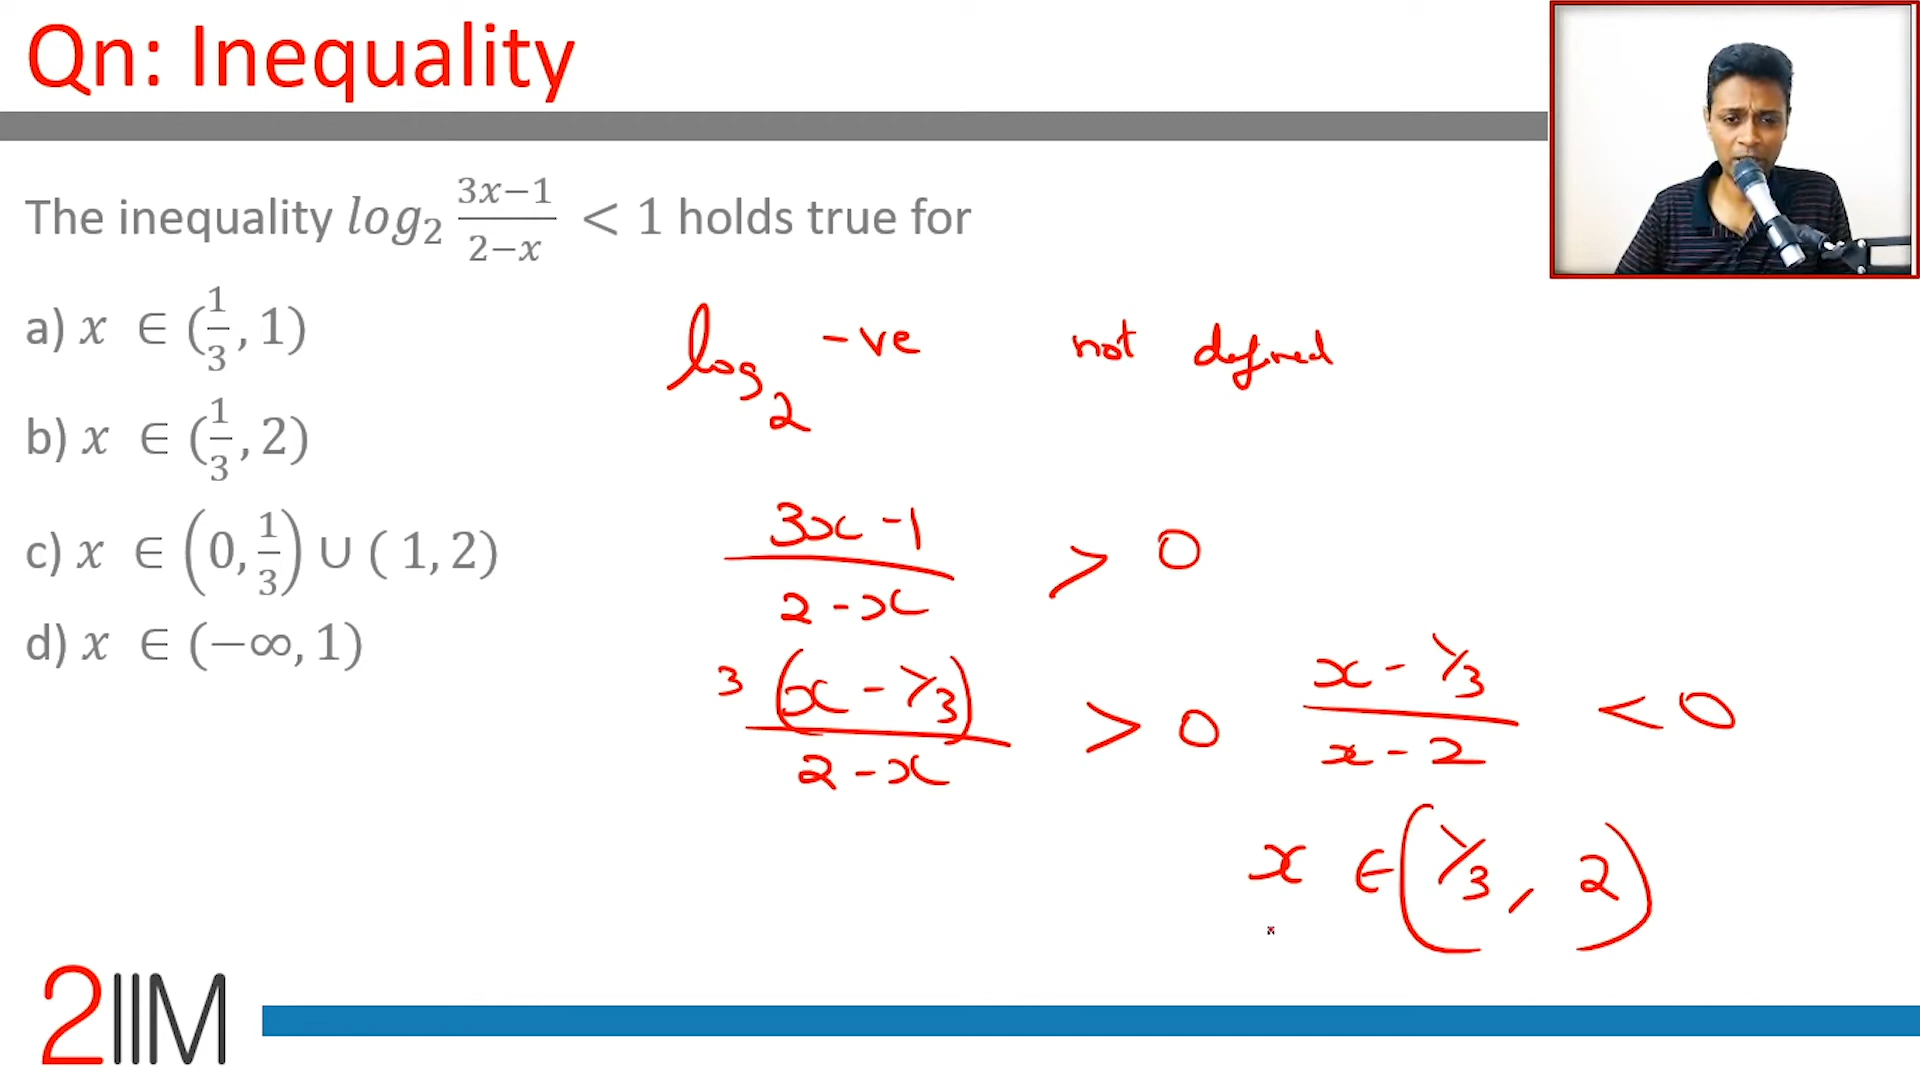 Qn: Inequality
The inequality log₂ (3x−1)/(2−x) < 1 holds true for
a) x ∈ (1/3, 1)
b) x ∈ (1/3, 2)
c) x ∈ (0, 1/3) ∪ ( 1, 2)
d) x ∈ (−∞, 1)
log₂ -ve not defined
(3x -1)/(2 -x) > 0
3 (x - 1/3)/(2 -x) > 0
(x - 1/3)/(x - 2) < 0
x ∈ (1/3, 2)
2IIM